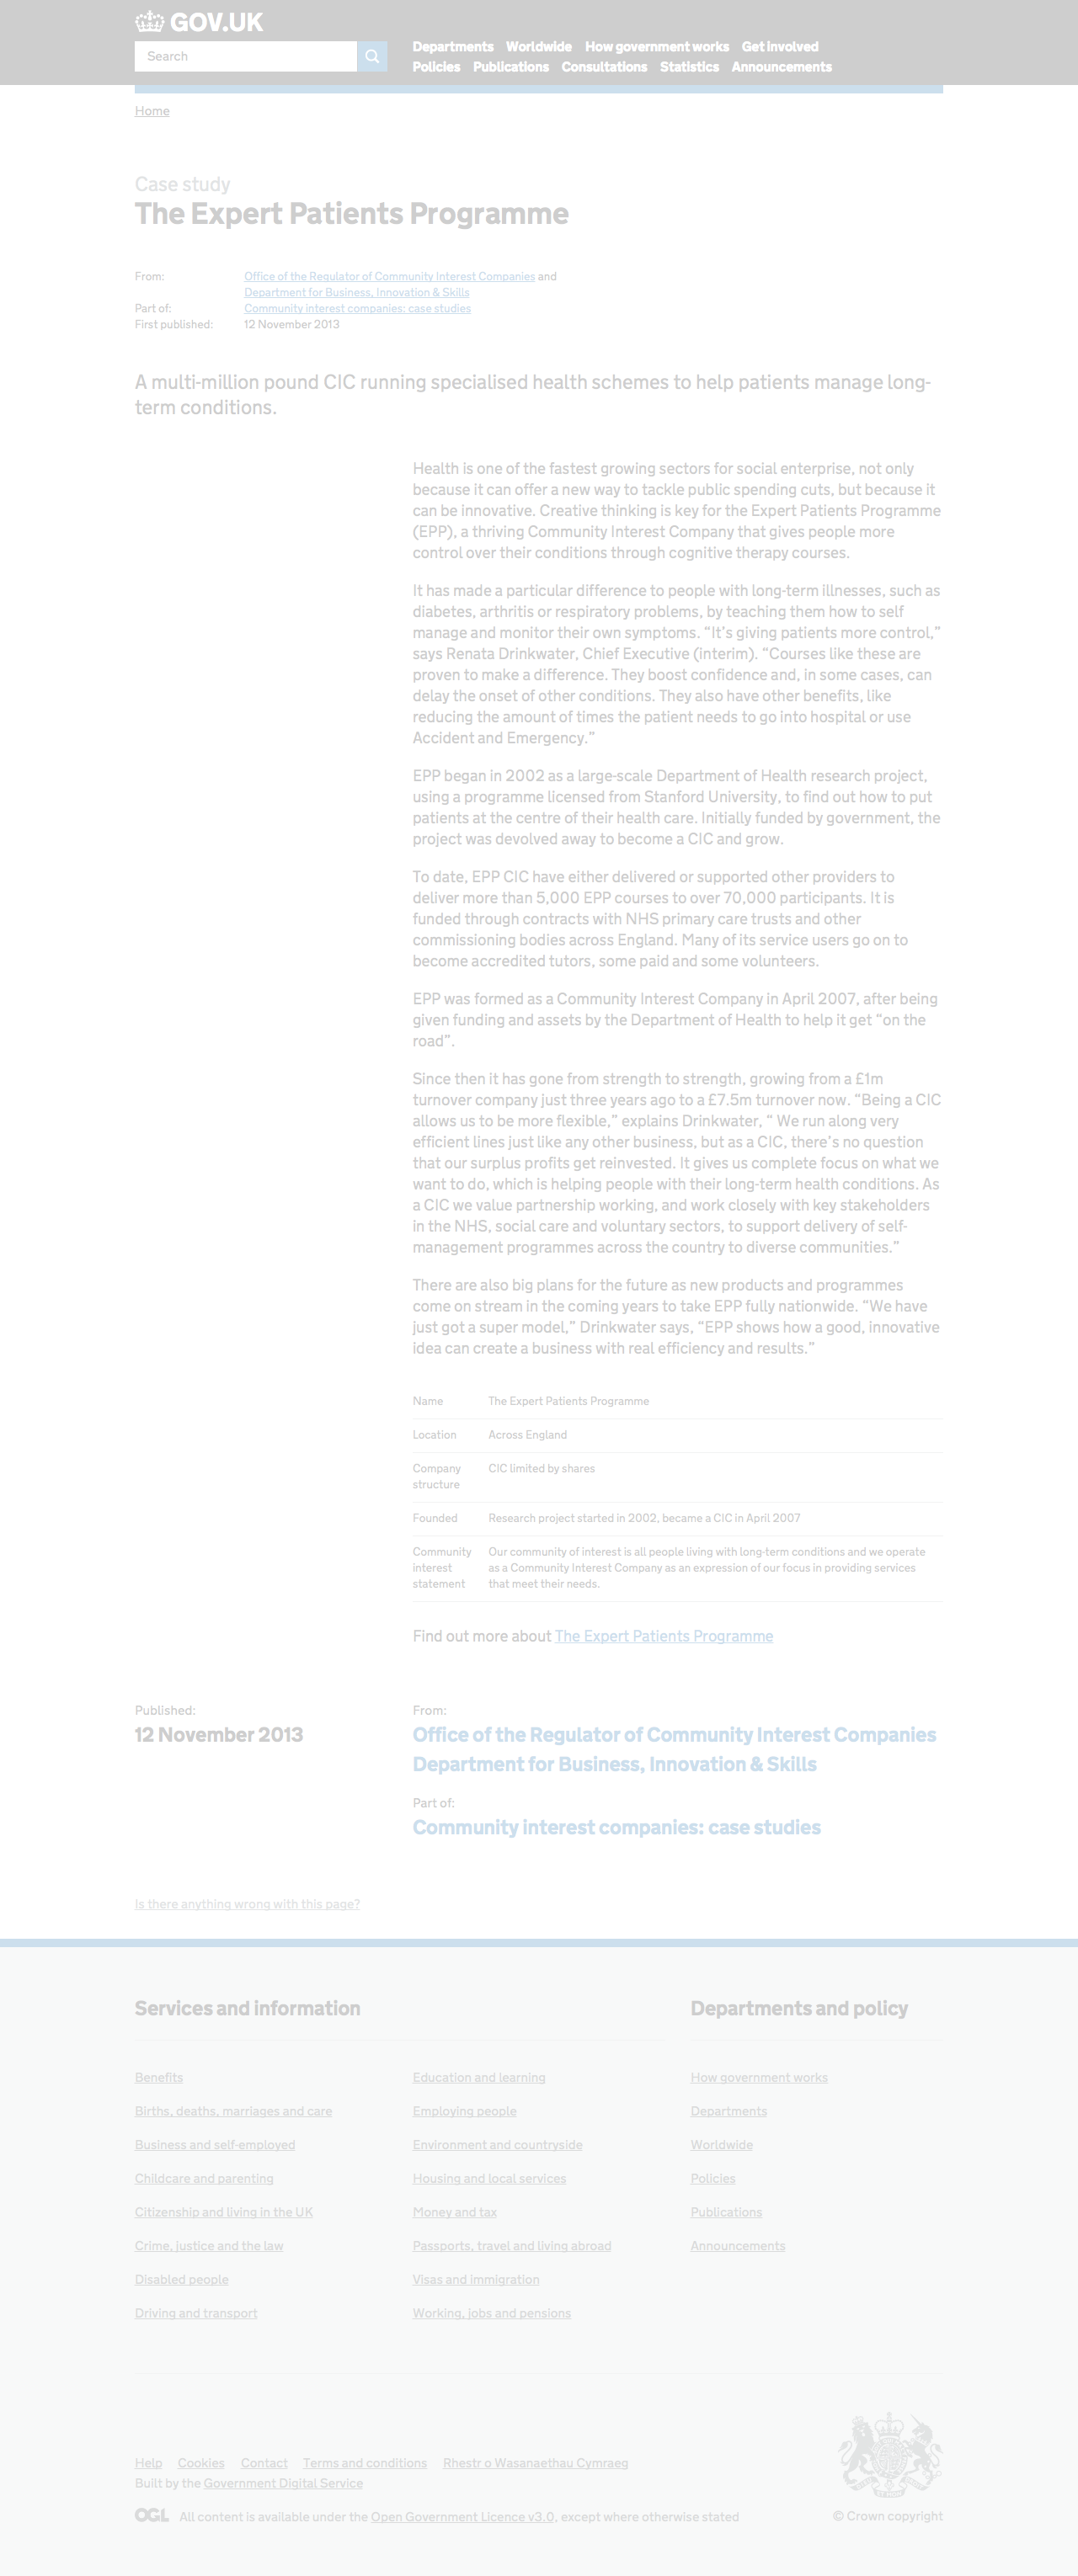 GOV.UK
Search
Departments Worldwide How government works Get involved
Policies Publications Consultations Statistics Announcements
Home
Case study
The Expert Patients Programme
From: Office of the Regulator of Community Interest Companies and
Department for Business, Innovation & Skills
Part of: Community interest companies: case studies
First published: 12 November 2013
A multi-million pound CIC running specialised health schemes to help patients manage long-
term conditions.
Health is one of the fastest growing sectors for social enterprise, not only
because it can offer a new way to tackle public spending cuts, but because it
can be innovative. Creative thinking is key for the Expert Patients Programme
(EPP), a thriving Community Interest Company that gives people more
control over their conditions through cognitive therapy courses.
It has made a particular difference to people with long-term illnesses, such as
diabetes, arthritis or respiratory problems, by teaching them how to self
manage and monitor their own symptoms. “It’s giving patients more control,”
says Renata Drinkwater, Chief Executive (interim). “Courses like these are
proven to make a difference. They boost confidence and, in some cases, can
delay the onset of other conditions. They also have other benefits, like
reducing the amount of times the patient needs to go into hospital or use
Accident and Emergency.”
EPP began in 2002 as a large-scale Department of Health research project,
using a programme licensed from Stanford University, to find out how to put
patients at the centre of their health care. Initially funded by government, the
project was devolved away to become a CIC and grow.
To date, EPP CIC have either delivered or supported other providers to
deliver more than 5,000 EPP courses to over 70,000 participants. It is
funded through contracts with NHS primary care trusts and other
commissioning bodies across England. Many of its service users go on to
become accredited tutors, some paid and some volunteers.
EPP was formed as a Community Interest Company in April 2007, after being
given funding and assets by the Department of Health to help it get “on the
road”.
Since then it has gone from strength to strength, growing from a £1m
turnover company just three years ago to a £7.5m turnover now. “Being a CIC
allows us to be more flexible,” explains Drinkwater, “ We run along very
efficient lines just like any other business, but as a CIC, there’s no question
that our surplus profits get reinvested. It gives us complete focus on what we
want to do, which is helping people with their long-term health conditions. As
a CIC we value partnership working, and work closely with key stakeholders
in the NHS, social care and voluntary sectors, to support delivery of self-
management programmes across the country to diverse communities.”
There are also big plans for the future as new products and programmes
come on stream in the coming years to take EPP fully nationwide. “We have
just got a super model,” Drinkwater says, “EPP shows how a good, innovative
idea can create a business with real efficiency and results.”
Name The Expert Patients Programme
Location Across England
Company CIC limited by shares
structure
Founded Research project started in 2002, became a CIC in April 2007
Community Our community of interest is all people living with long-term conditions and we operate
interest as a Community Interest Company as an expression of our focus in providing services
statement that meet their needs.
Find out more about The Expert Patients Programme
Published: From:
12 November 2013 Office of the Regulator of Community Interest Companies
Department for Business, Innovation & Skills
Part of:
Community interest companies: case studies
Is there anything wrong with this page?
Services and information Departments and policy
Benefits Education and learning How government works
Births, deaths, marriages and care Employing people Departments
Business and self-employed Environment and countryside Worldwide
Childcare and parenting Housing and local services Policies
Citizenship and living in the UK Money and tax Publications
Crime, justice and the law Passports, travel and living abroad Announcements
Disabled people Visas and immigration
Driving and transport Working, jobs and pensions
Help Cookies Contact Terms and conditions Rhestr o Wasanaethau Cymraeg
Built by the Government Digital Service
OGL All content is available under the Open Government Licence v3.0, except where otherwise stated
© Crown copyright